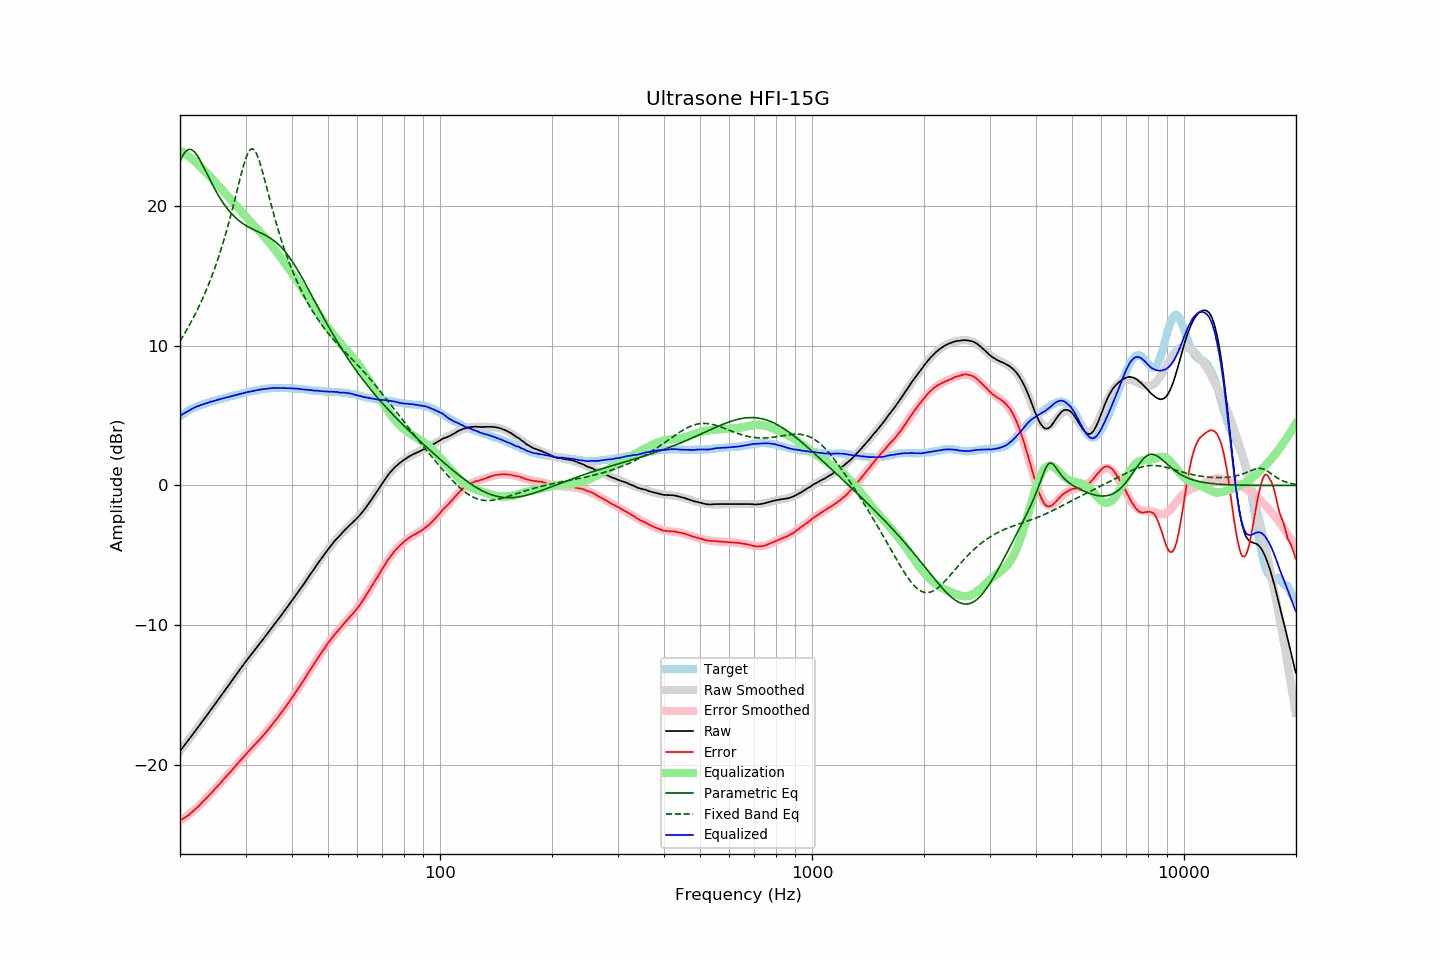 Ultrasone HFI-15G
20
10
0
−10
−20
Amplitude (dBr)
Target
Raw Smoothed
Error Smoothed
Raw
Error
Equalization
Parametric Eq
Fixed Band Eq
Equalized
100 1000 10000
Frequency (Hz)